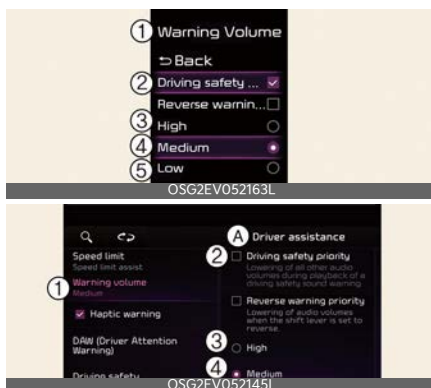 ① Warning Volume
Back
② Driving safety ...
Reverse warnin...
③ High
④ Medium
⑤ Low
OSG2EV052163L
Ⓐ Driver assistance
Speed limit
Speed limit assist.
① Warning volume
Medium
Haptic warning
DAW (Driver Attention
Warning)
Driving safety
② Driving safety priority
Lowering of all other audio
volumes during playback of a
driving safety sound warning
Reverse warning priority
Lowering of audio volumes
when the shift lever is set to
reverse.
③ High
④ Medium
OSG2EV052145L